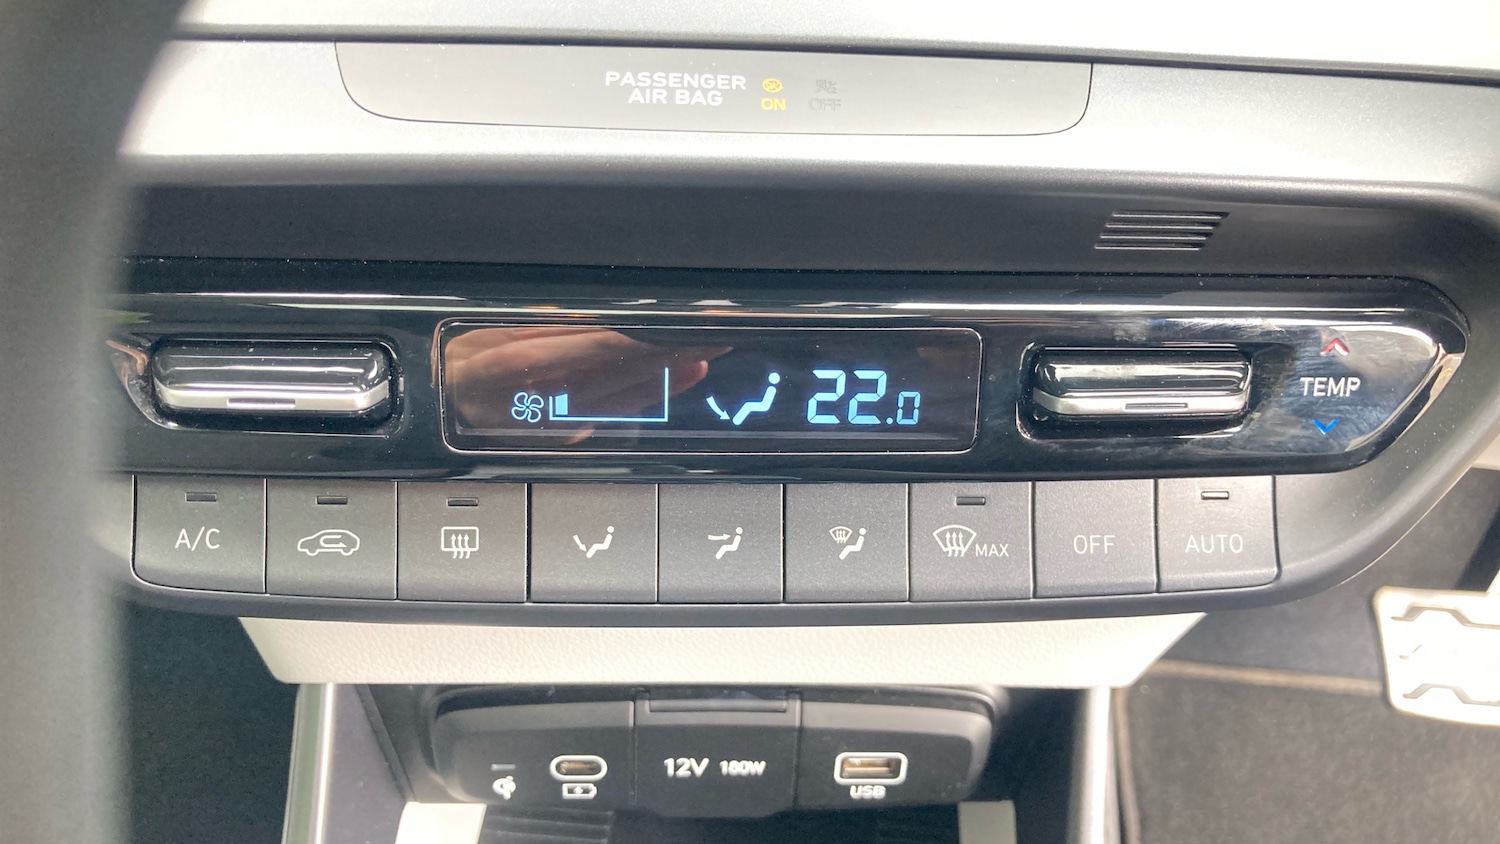 PASSENGER
AIR BAG
ON
OFF
22.0
TEMP
A/C
MAX
OFF
AUTO
12V 180W
USB